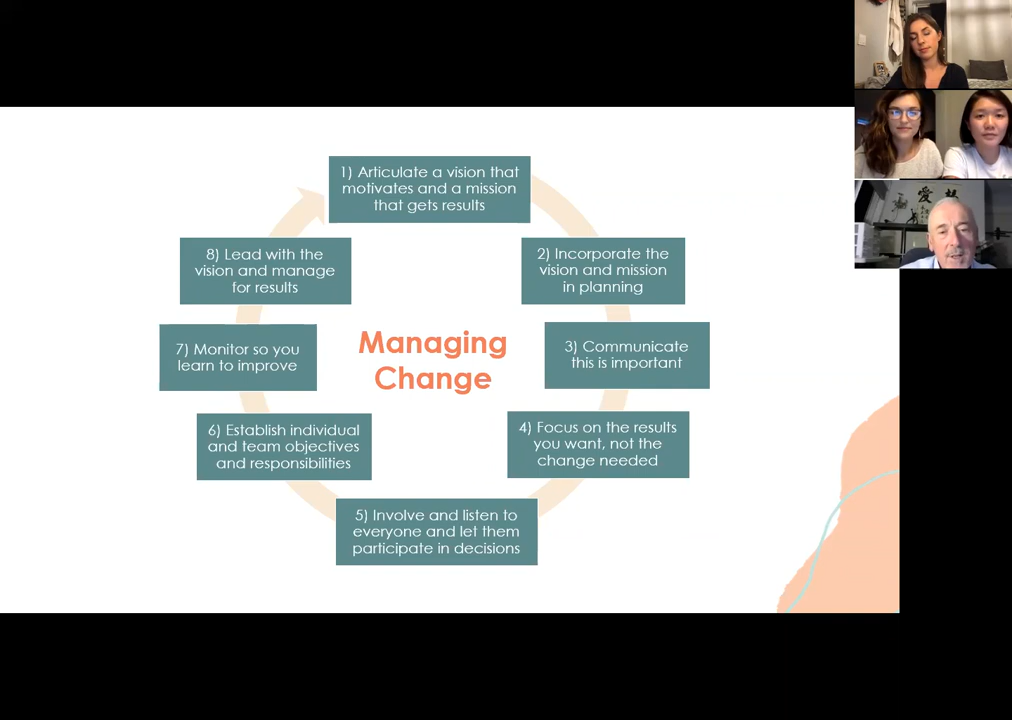 1) Articulate a vision that
motivates and a mission
that gets results
2) Incorporate the
vision and mission
in planning
3) Communicate
this is important
4) Focus on the results
you want, not the
change needed
5) Involve and listen to
everyone and let them
participate in decisions
6) Establish individual
and team objectives
and responsibilities
7) Monitor so you
learn to improve
8) Lead with the
vision and manage
for results
Managing
Change
愛